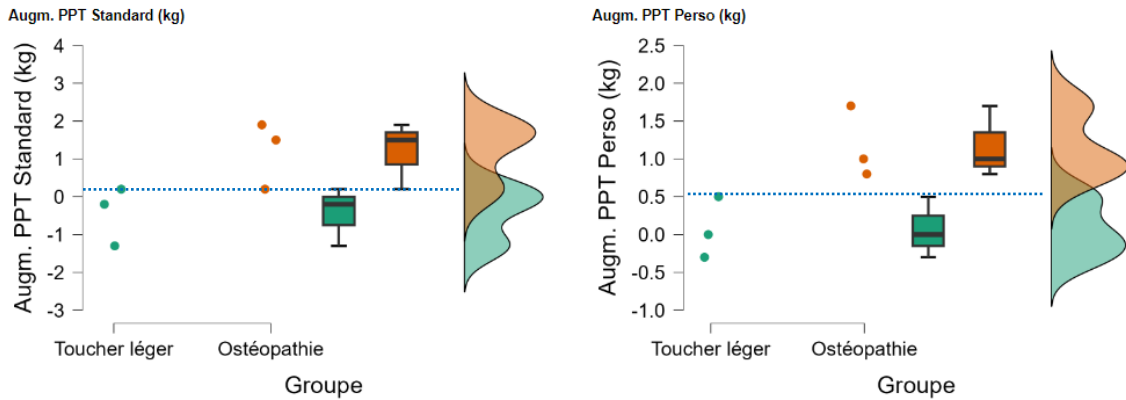 Augm. PPT Standard (kg)
Augm. PPT Standard (kg)
4
3
2
1
0
-1
-2
-3
Toucher léger
Ostéopathie
Groupe
Augm. PPT Perso (kg)
Augm. PPT Perso (kg)
2.5
2.0
1.5
1.0
0.5
0.0
-0.5
-1.0
Toucher léger
Ostéopathie
Groupe